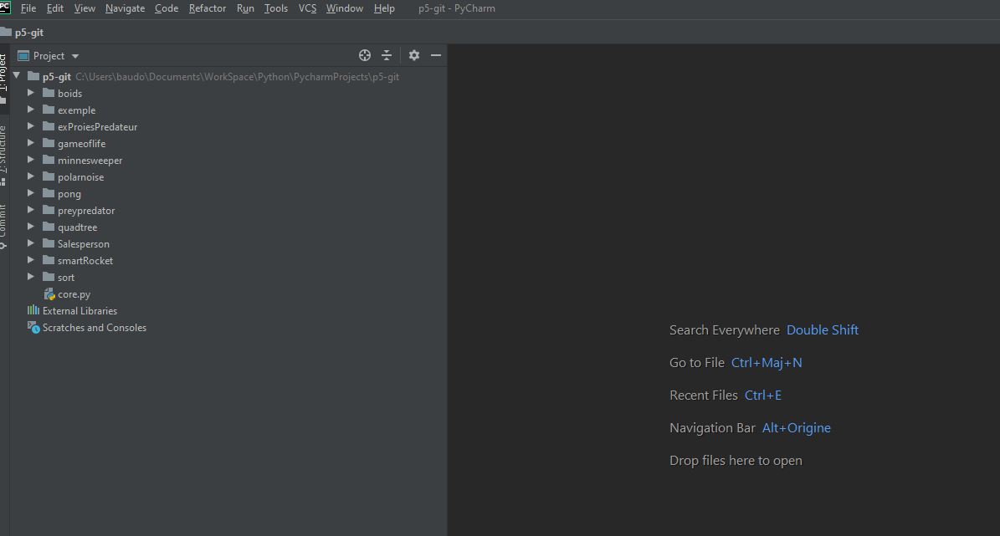 PC File Edit View Navigate Code Refactor Run Tools VCS Window Help p5-git - PyCharm
p5-git
1: Project
7: Structure
Commit
Project
p5-git C:\Users\baudo\Documents\WorkSpace\Python\PycharmProjects\p5-git
boids
exemple
exProiesPredateur
gameoflife
minnesweeper
polarnoise
pong
preypredator
quadtree
Salesperson
smartRocket
sort
core.py
External Libraries
Scratches and Consoles
Search Everywhere Double Shift
Go to File Ctrl+Maj+N
Recent Files Ctrl+E
Navigation Bar Alt+Origine
Drop files here to open